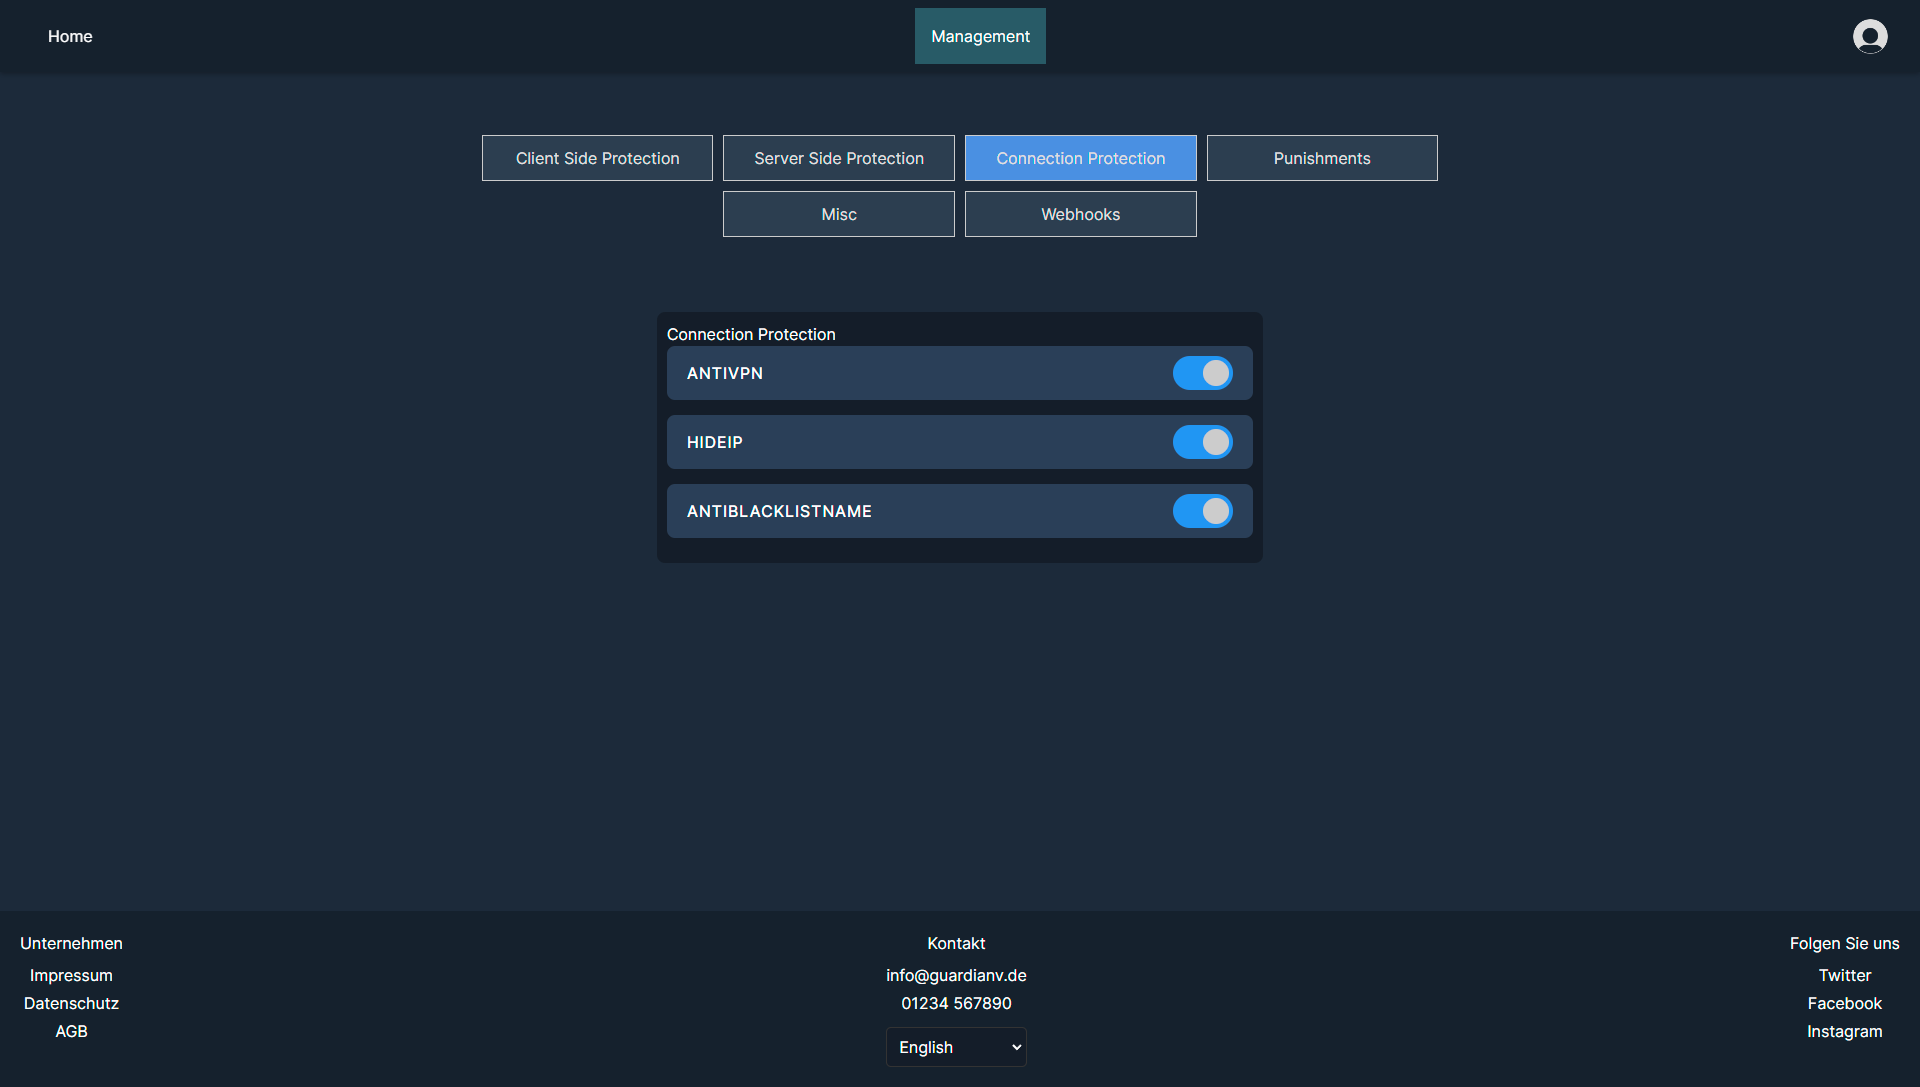 Home
Management
Client Side Protection
Server Side Protection
Connection Protection
Punishments
Misc
Webhooks
Connection Protection
ANTIVPN
HIDEIP
ANTIBLACKLISTNAME
Unternehmen
Impressum
Datenschutz
AGB
Kontakt
info@guardianv.de
01234 567890
English
Folgen Sie uns
Twitter
Facebook
Instagram